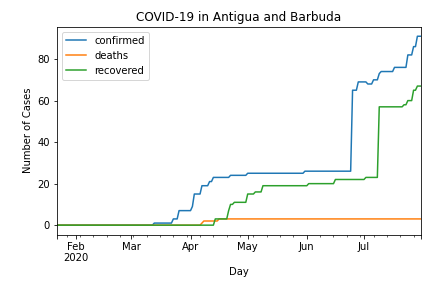 COVID-19 in Antigua and Barbuda
confirmed
deaths
recovered
Number of Cases
80
60
40
20
0
Feb
2020
Mar
Apr
May
Jun
Jul
Day